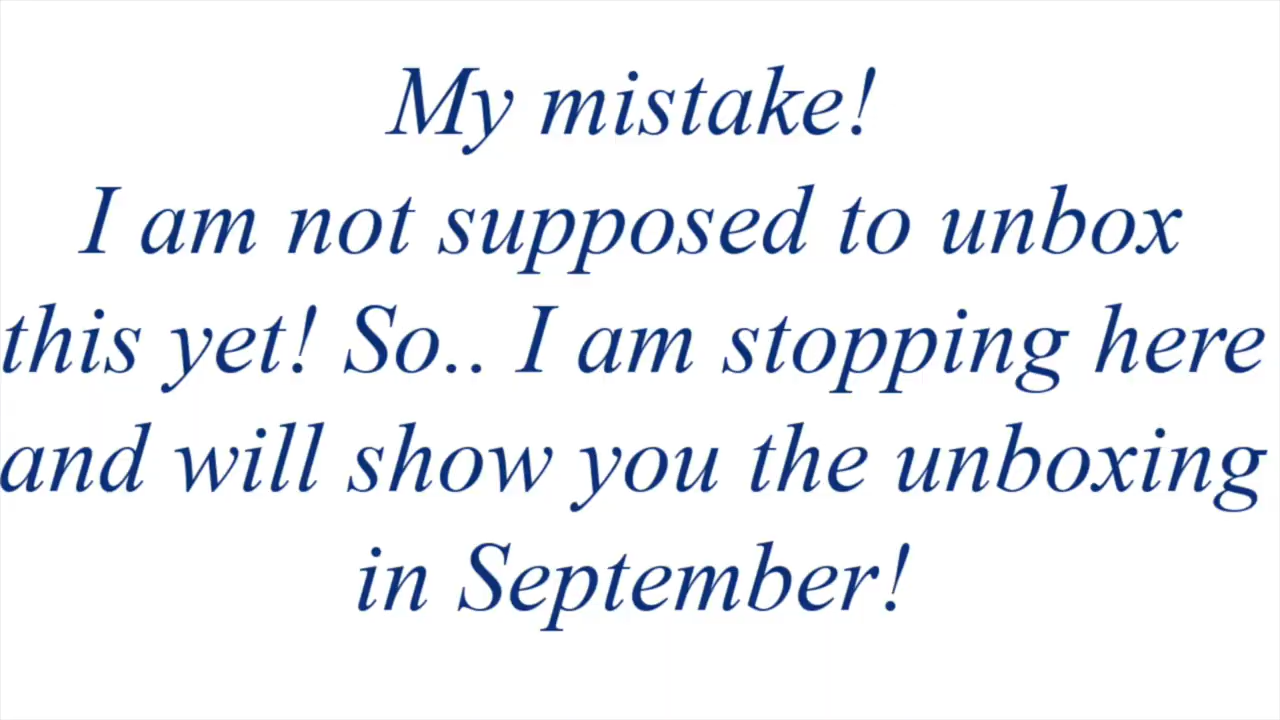 My mistake!
I am not supposed to unbox
this yet! So.. I am stopping here
and will show you the unboxing
in September!